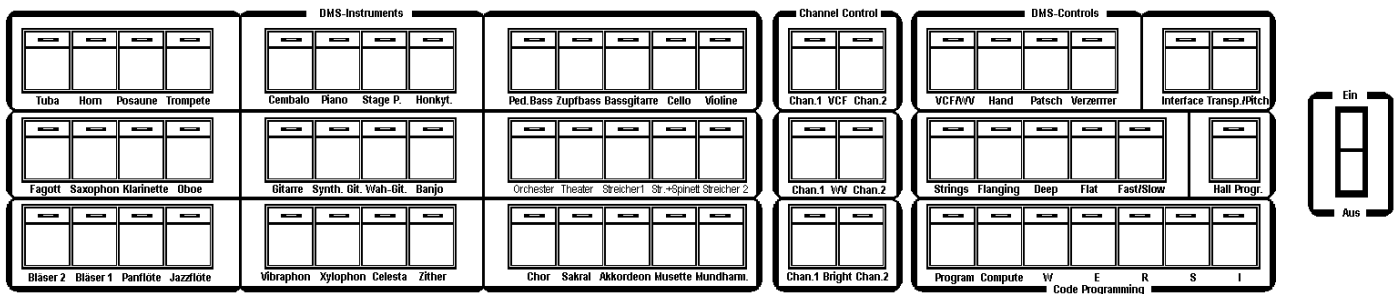 DMS-Instruments Channel Control DMS-Controls
Tuba Horn Posaune Trompete Cembalo Piano Stage P. Honkyt. Ped.Bass Zupfbass Bassgitarre Cello Violine Chan.1 VCF Chan.2 VCF/WV Hand Patsch Verzerrrer Interface Transp./Pitch Ein
Fagott Saxophon Klarinette Oboe Gitarre Synth. Git. Wah-Git. Banjo Orchester Theater Streicher1 Str.+Spinett Streicher 2 Chan.1 WV Chan.2 Strings Flanging Deep Flat Fast/Slow Hall Progr.
Aus
Bläser 2 Bläser 1 Panflöte Jazzflöte Vibraphon Xylophon Celesta Zither Chor Sakral Akkordeon Musette Mundharm. Chan.1 Bright Chan.2 Program Compute W E R S I
Code Programming